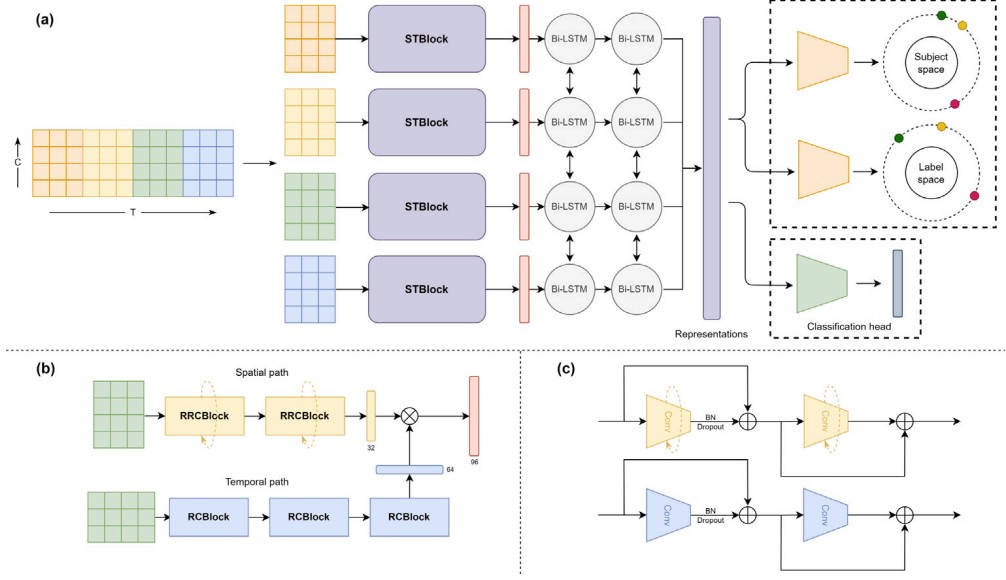 (a)
C
T
STBlock
Bi-LSTM
Bi-LSTM
STBlock
Bi-LSTM
Bi-LSTM
STBlock
Bi-LSTM
Bi-LSTM
STBlock
Bi-LSTM
Bi-LSTM
Representations
Subject
space
Label
space
Classification head
(b)
Spatial path
RRCBlock
RRCBlock
32
96
64
Temporal path
RCBlock
RCBlock
RCBlock
(c)
Conv
BN
Dropout
Conv
Conv
BN
Dropout
Conv